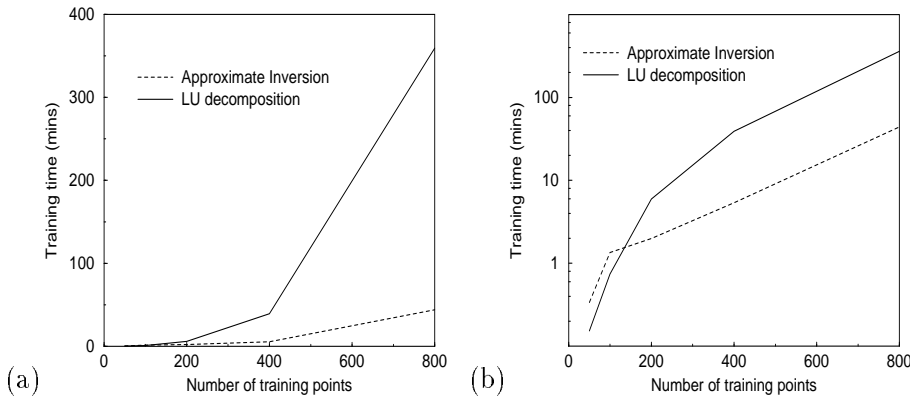 400
300
200
100
0
Training time (mins)
Approximate Inversion
LU decomposition
0 200 400 600 800
Number of training points
(a)
100
10
1
Training time (mins)
Approximate Inversion
LU decomposition
0 200 400 600 800
Number of training points
(b)